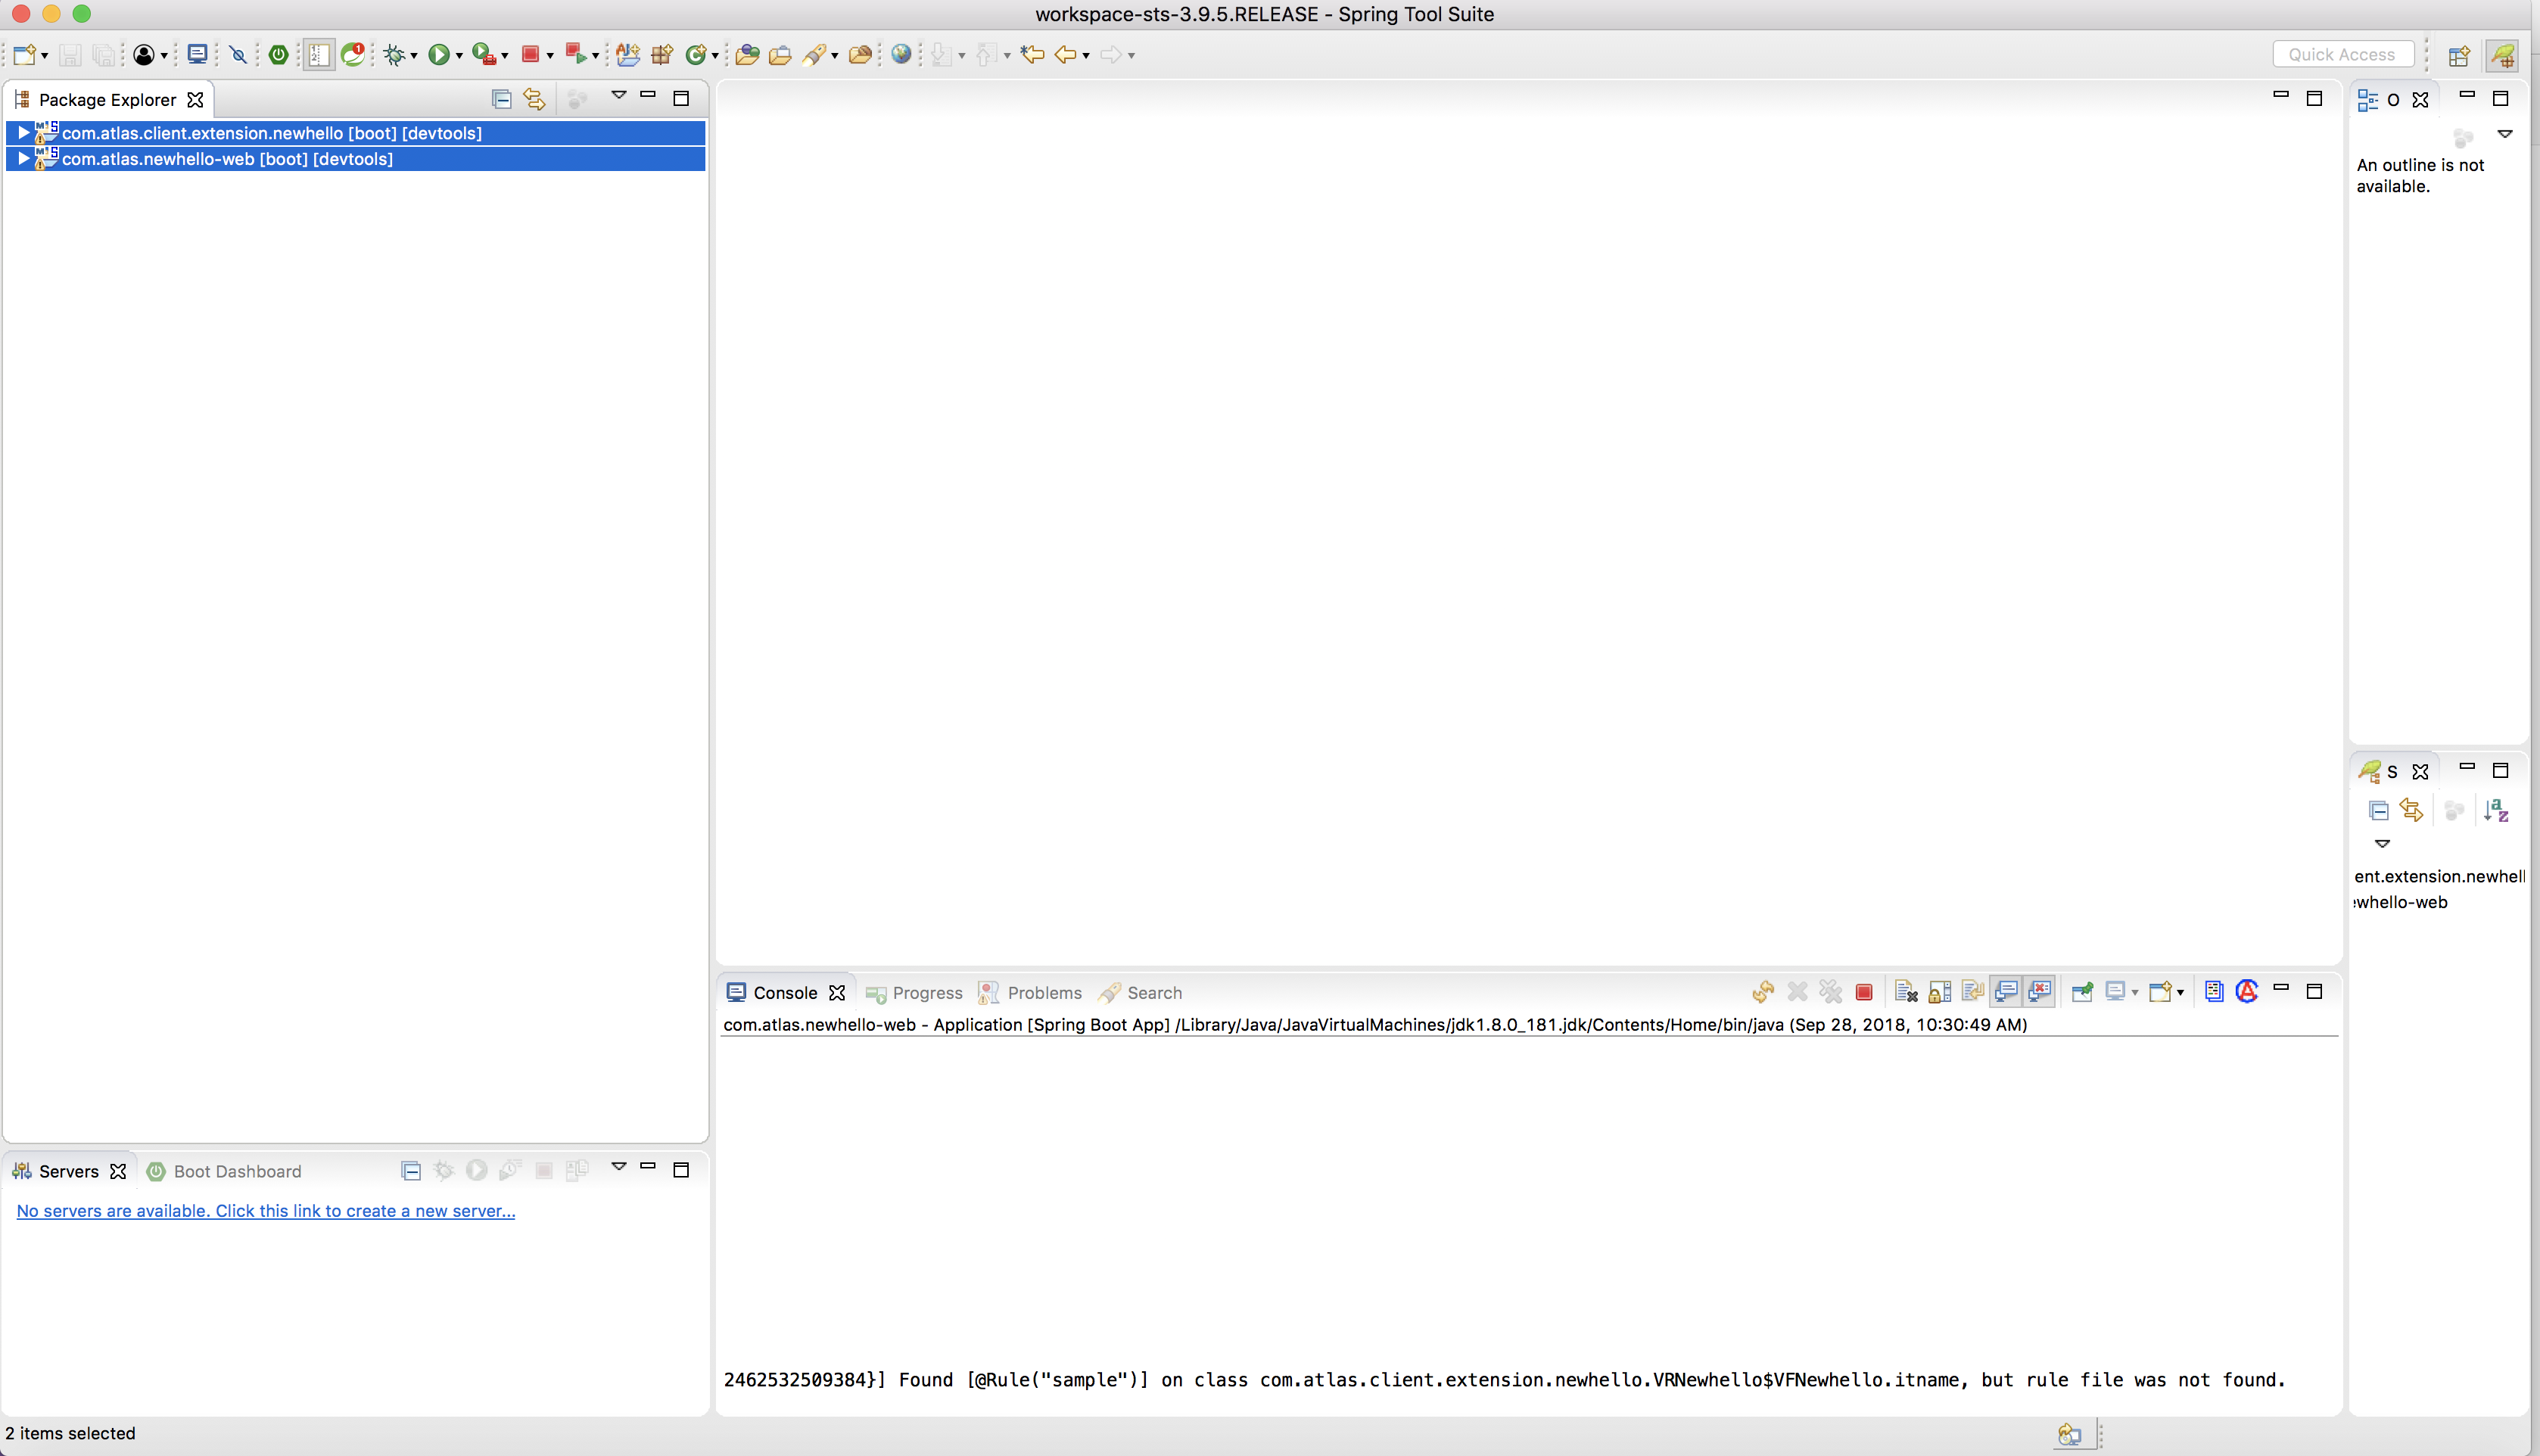 workspace-sts-3.9.5.RELEASE - Spring Tool Suite
Quick Access
Package Explorer
com.atlas.client.extension.newhello [boot] [devtools]
com.atlas.newhello-web [boot] [devtools]
O
An outline is not
available.
S
ent.extension.newhell
whello-web
Console
Progress
Problems
Search
com.atlas.newhello-web - Application [Spring Boot App] /Library/Java/JavaVirtualMachines/jdk1.8.0_181.jdk/Contents/Home/bin/java (Sep 28, 2018, 10:30:49 AM)
2462532509384}] Found [@Rule("sample")] on class com.atlas.client.extension.newhello.VRNewhello$VFNewhello.itname, but rule file was not found.
Servers
Boot Dashboard
No servers are available. Click this link to create a new server...
2 items selected